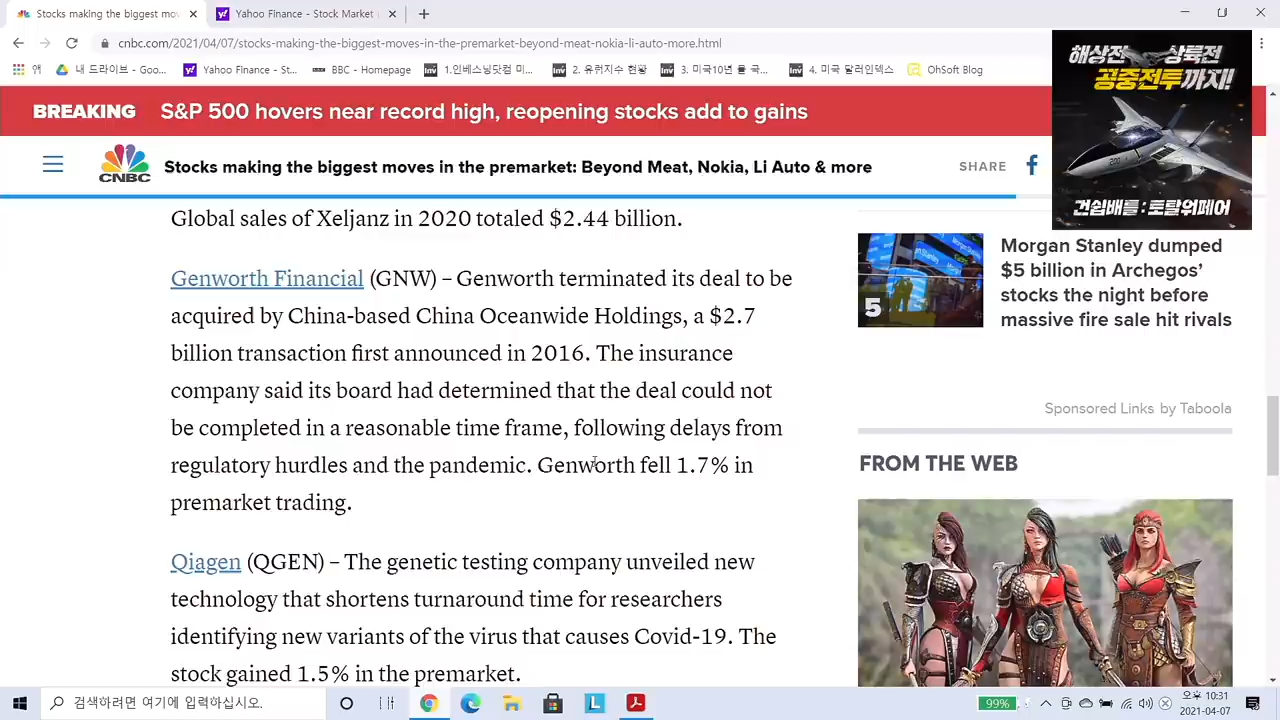 Stocks making the biggest mov
Yahoo Finance - Stock Market L
cnbc.com/2021/04/07/stocks-making-the-biggest-moves-in-the-premarket-beyond-meat-nokia-li-auto-more.html
앱
내 드라이브 - Goo...
Yahoo Finance - St...
BBC - Homepage
2. 유럽지수 현황
3. 미국10년 물 국...
4. 미국 달러인덱스
OhSoft Blog
해상전 상륙전
공중전투까지!
건쉽배틀:토탈워페어
BREAKING S&P 500 hovers near record high, reopening stocks add to gains
CNBC
Stocks making the biggest moves in the premarket: Beyond Meat, Nokia, Li Auto & more
SHARE
Global sales of Xeljanz in 2020 totaled $2.44 billion.
Genworth Financial (GNW) – Genworth terminated its deal to be
acquired by China-based China Oceanwide Holdings, a $2.7
billion transaction first announced in 2016. The insurance
company said its board had determined that the deal could not
be completed in a reasonable time frame, following delays from
regulatory hurdles and the pandemic. Genworth fell 1.7% in
premarket trading.
Qiagen (QGEN) – The genetic testing company unveiled new
technology that shortens turnaround time for researchers
identifying new variants of the virus that causes Covid-19. The
stock gained 1.5% in the premarket.
5
Morgan Stanley dumped
$5 billion in Archegos’
stocks the night before
massive fire sale hit rivals
Sponsored Links by Taboola
FROM THE WEB
검색하려면 여기에 입력하십시오.
99%
오후 10:31
2021-04-07